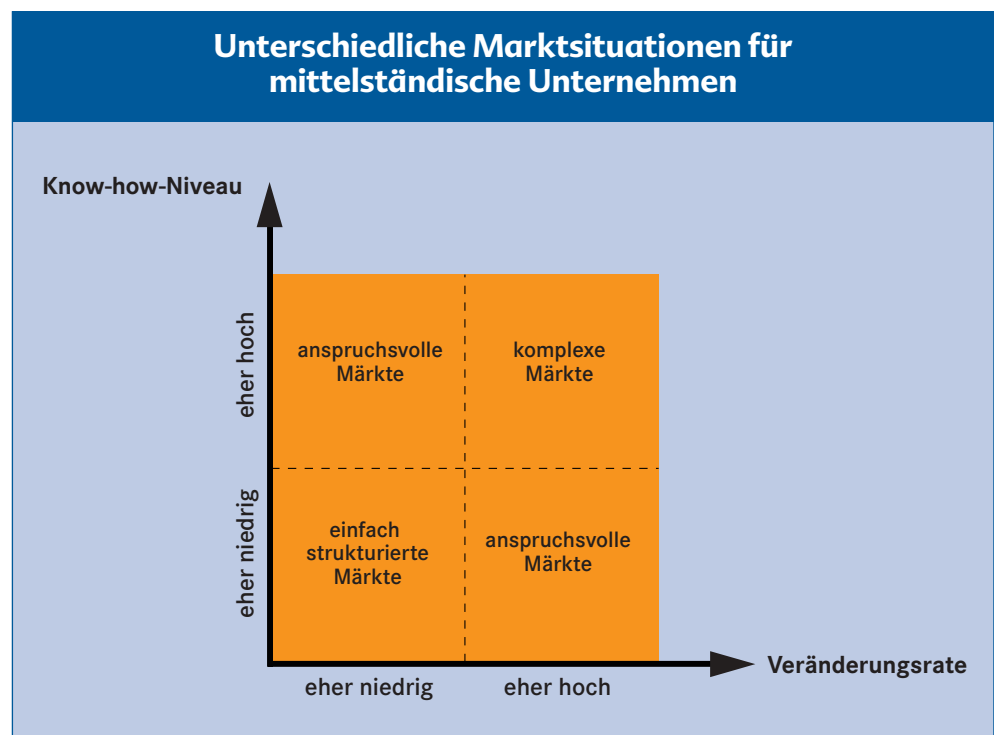 Unterschiedliche Marktsituationen für
mittelständische Unternehmen
Know-how-Niveau
eher hoch
anspruchsvolle
Märkte
komplexe
Märkte
eher niedrig
einfach
strukturierte
Märkte
anspruchsvolle
Märkte
Veränderungsrate
eher niedrig
eher hoch